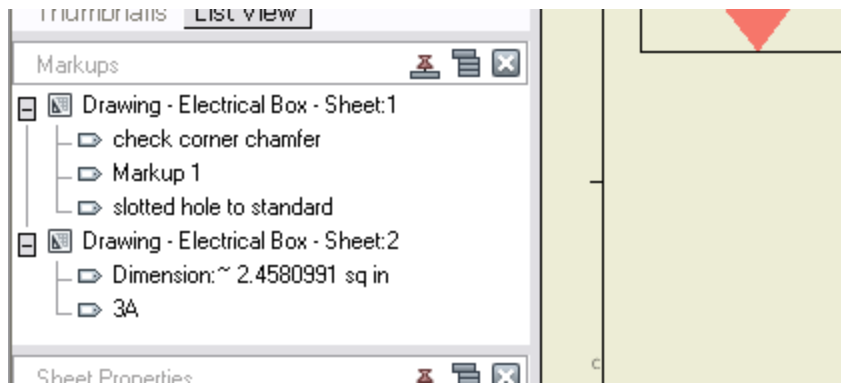 Thumbnails List View
Markups
Drawing - Electrical Box - Sheet:1
check corner chamfer
Markup 1
slotted hole to standard
Drawing - Electrical Box - Sheet:2
Dimension:~ 2.4580991 sq in
3A
Sheet Properties
c